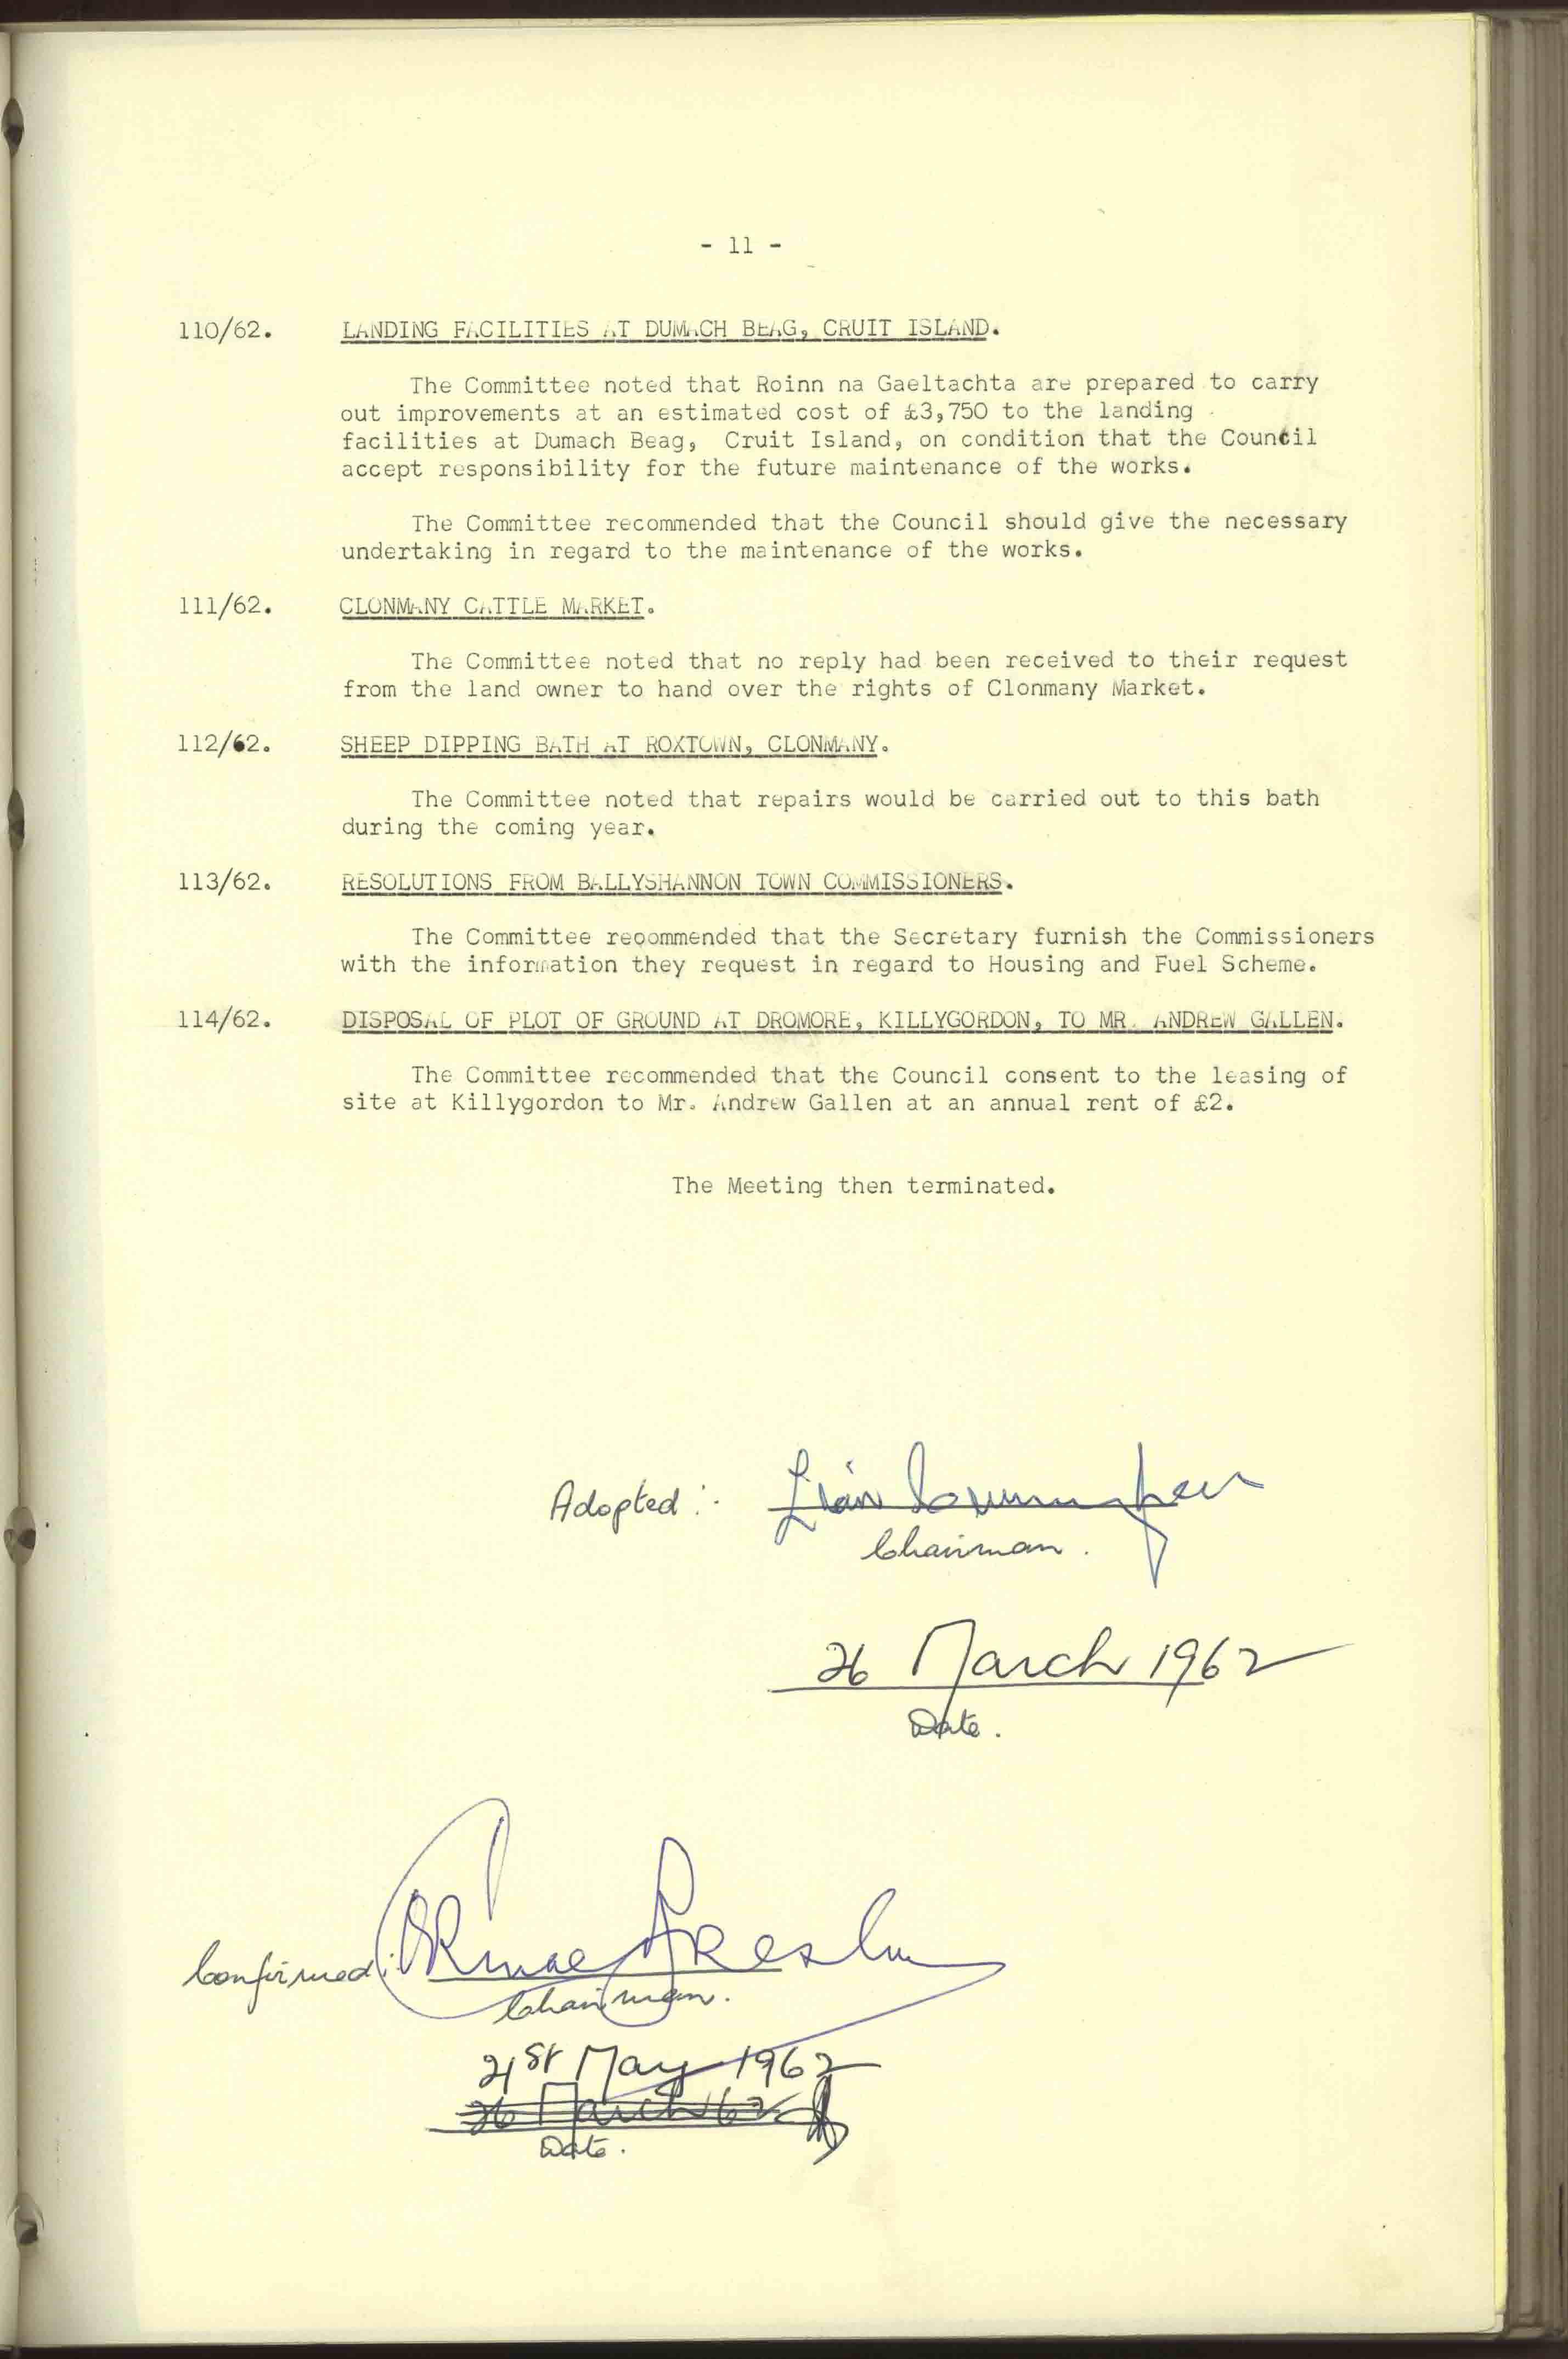 - 11 -
110/62. LANDING FACILITIES AT DUMACH BEAG, CRUIT ISLAND.
The Committee noted that Roinn na Gaeltachta are prepared to carry
out improvements at an estimated cost of £3,750 to the landing
facilities at Dumach Beag, Cruit Island, on condition that the Council
accept responsibility for the future maintenance of the works.
The Committee recommended that the Council should give the necessary
undertaking in regard to the maintenance of the works.
111/62. CLONMANY CATTLE MARKET.
The Committee noted that no reply had been received to their request
from the land owner to hand over the rights of Clonmany Market.
112/62. SHEEP DIPPING BATH AT ROXTOWN, CLONMANY.
The Committee noted that repairs would be carried out to this bath
during the coming year.
113/62. RESOLUTIONS FROM BALLYSHANNON TOWN COMMISSIONERS.
The Committee recommended that the Secretary furnish the Commissioners
with the information they request in regard to Housing and Fuel Scheme.
114/62. DISPOSAL OF PLOT OF GROUND AT DROMORE, KILLYGORDON, TO MR. ANDREW GALLEN.
The Committee recommended that the Council consent to the leasing of
site at Killygordon to Mr. Andrew Gallen at an annual rent of £2.
The Meeting then terminated.
Adopted :
Chairman.
26 March 1962
Date.
Confirmed:
Chairman.
21st May 1962
26 March 62
Date.